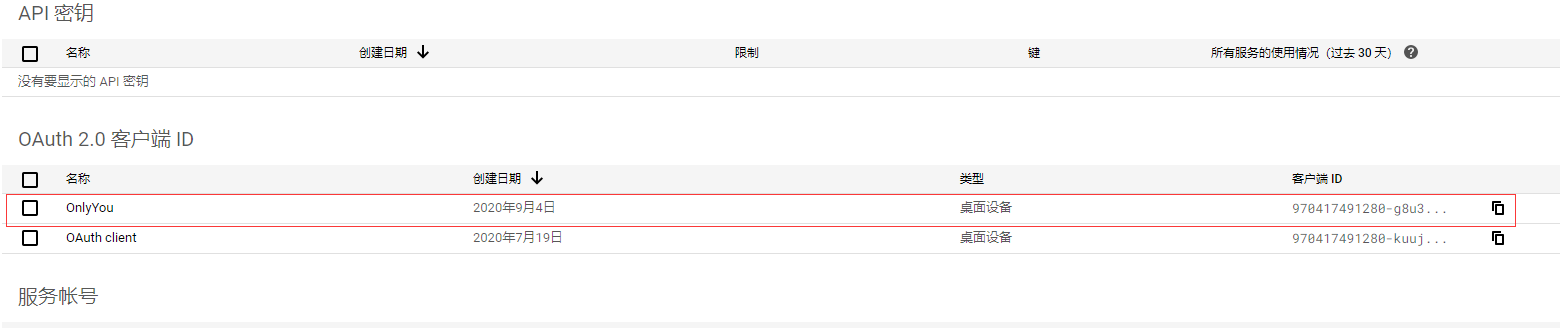 API 密钥
名称 创建日期 限制 键 所有服务的使用情况（过去 30 天）
没有要显示的 API 密钥
OAuth 2.0 客户端 ID
名称 创建日期 类型 客户端 ID
OnlyYou 2020年9月4日 桌面设备 970417491280-g8u3...
OAuth client 2020年7月19日 桌面设备 970417491280-kuuj...
服务帐号